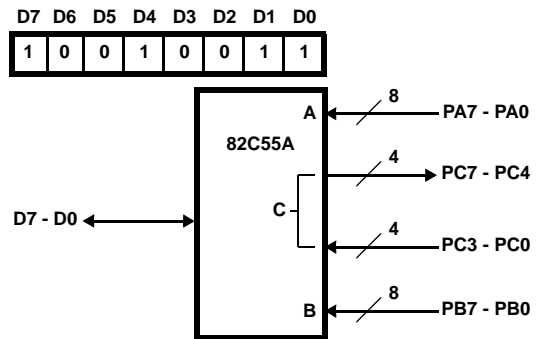 D7 D6 D5 D4 D3 D2 D1 D0
1 0 0 1 0 0 1 1
8
A PA7 - PA0
82C55A
4
PC7 - PC4
C
D7 - D0
4
PC3 - PC0
8
B PB7 - PB0